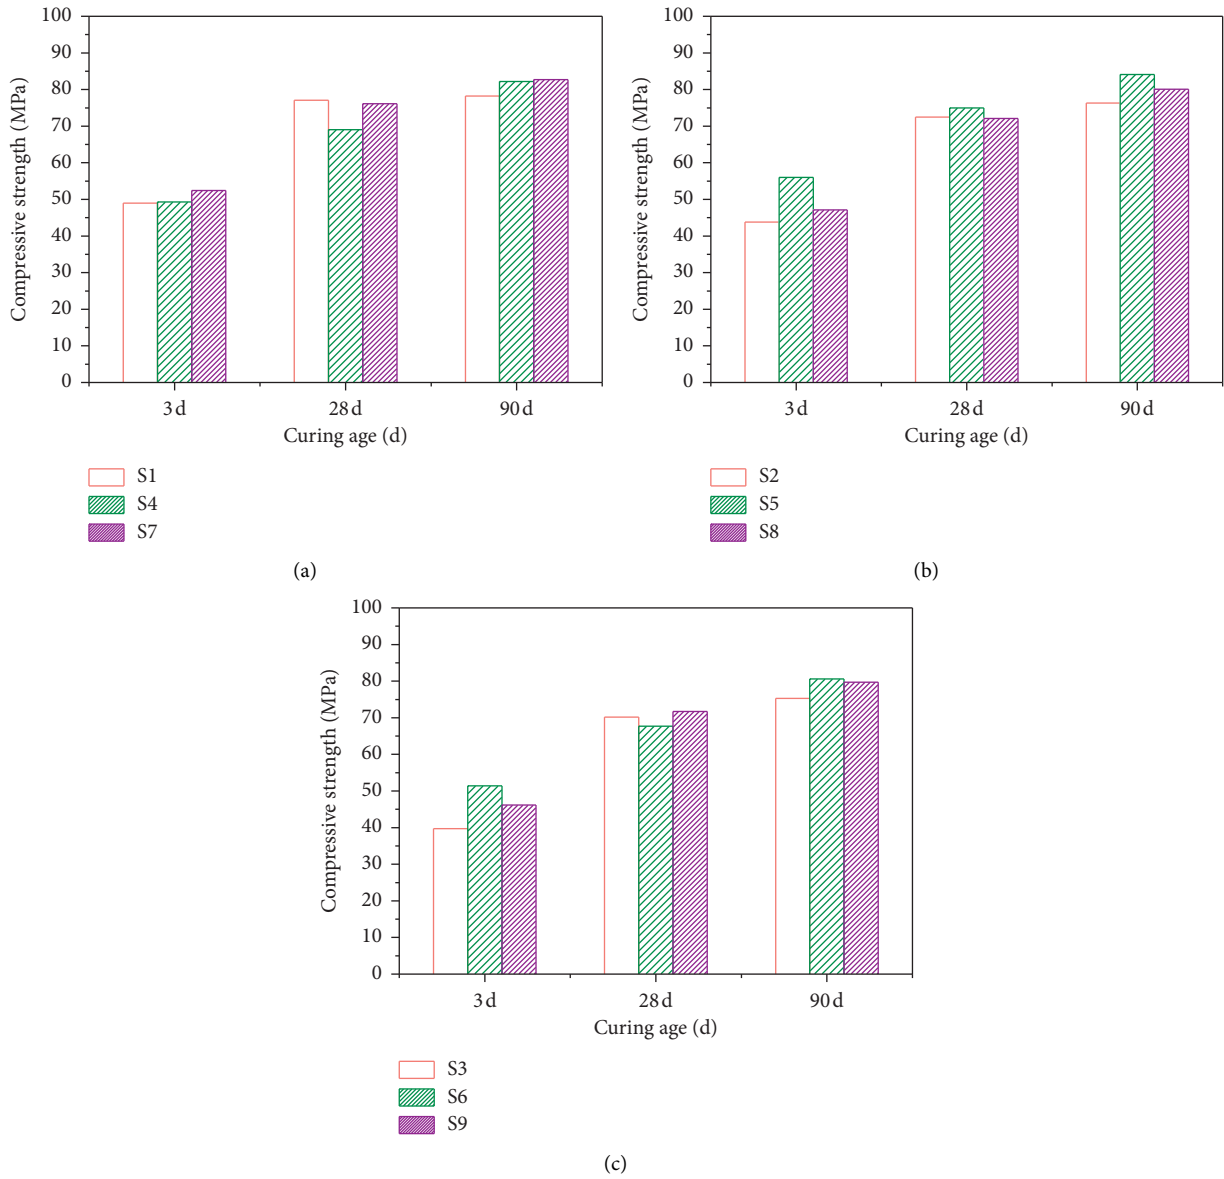 Compressive strength (MPa)
100
90
80
70
60
50
40
30
20
10
0
3 d 28 d 90 d
Curing age (d)
S1
S4
S7
(a)
Compressive strength (MPa)
100
90
80
70
60
50
40
30
20
10
0
3 d 28 d 90 d
Curing age (d)
S2
S5
S8
(b)
Compressive strength (MPa)
100
90
80
70
60
50
40
30
20
10
0
3 d 28 d 90 d
Curing age (d)
S3
S6
S9
(c)